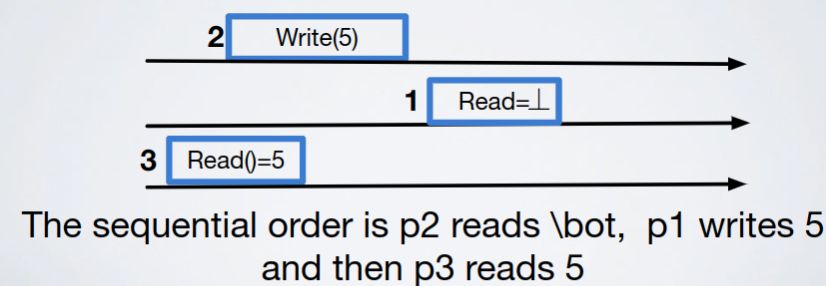 2 Write(5)
1 Read=⊥
3 Read()=5
The sequential order is p2 reads \bot, p1 writes 5
and then p3 reads 5